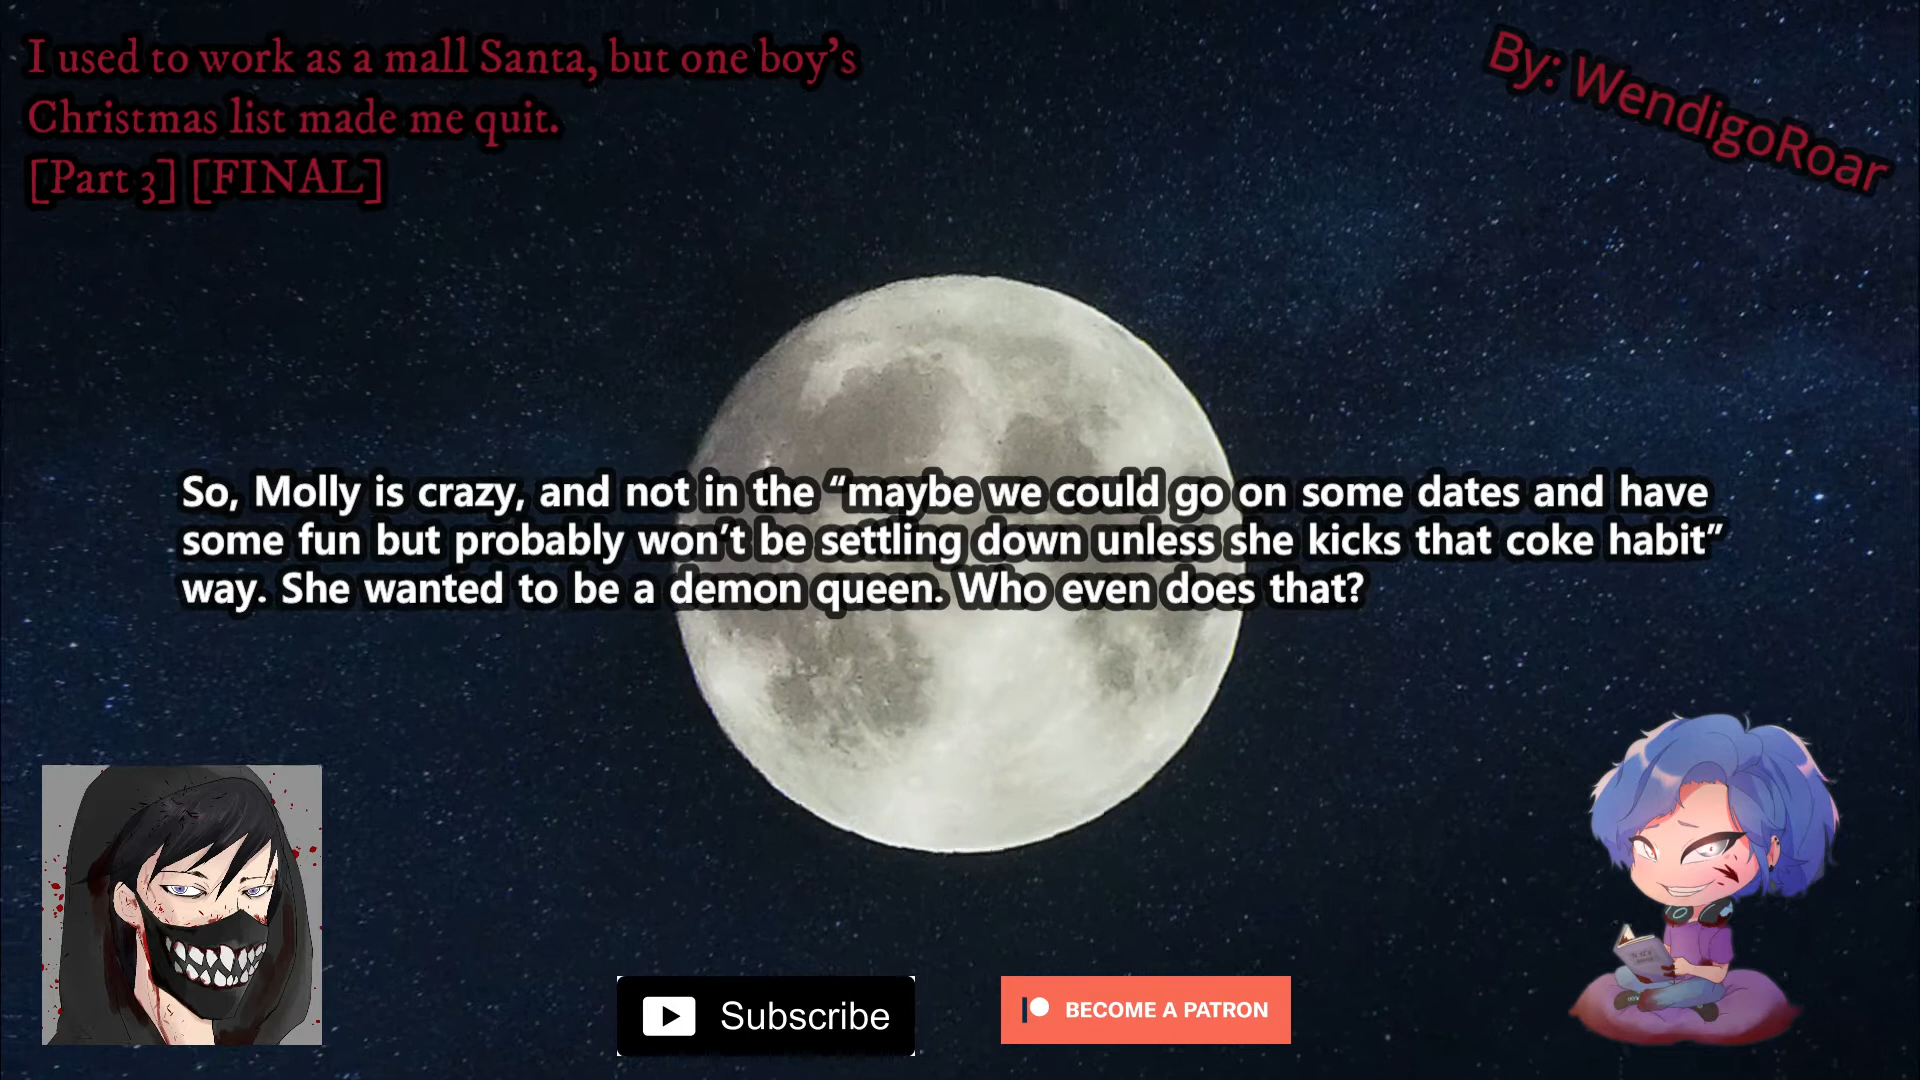 I used to work as a mall Santa, but one boy’s
Christmas list made me quit.
[Part 3] [FINAL]
By: WendigoRoar
So, Molly is crazy, and not in the “maybe we could go on some dates and have
some fun but probably won’t be settling down unless she kicks that coke habit”
way. She wanted to be a demon queen. Who even does that?
Subscribe
BECOME A PATRON